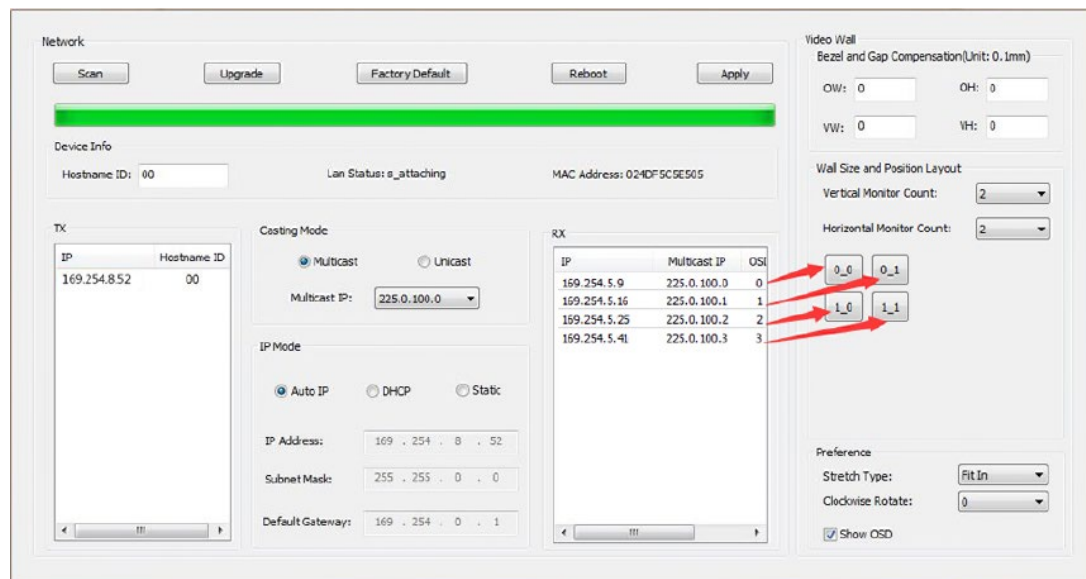 Network
Scan Upgrade Factory Default Reboot Apply
Device Info
Hostname ID: 00 Lan Status: s_attaching MAC Address: 024DF5C5E505
TX
IP Hostname ID
169.254.8.52 00
Casting Mode
Multicast Unicast
Multicast IP: 225.0.100.0
IP Mode
Auto IP DHCP Static
IP Address: 169 . 254 . 8 . 52
Subnet Mask: 255 . 255 . 0 . 0
Default Gateway: 169 . 254 . 0 . 1
RX
IP Multicast IP OSD
169.254.5.9 225.0.100.0 0
169.254.5.16 225.0.100.1 1
169.254.5.25 225.0.100.2 2
169.254.5.41 225.0.100.3 3
Video Wall
Bezel and Gap Compensation(Unit: 0.1mm)
OW: 0 OH: 0
VW: 0 VH: 0
Wall Size and Position Layout
Vertical Monitor Count: 2
Horizontal Monitor Count: 2
0_0 0_1
1_0 1_1
Preference
Stretch Type: Fit In
Clockwise Rotate: 0
Show OSD